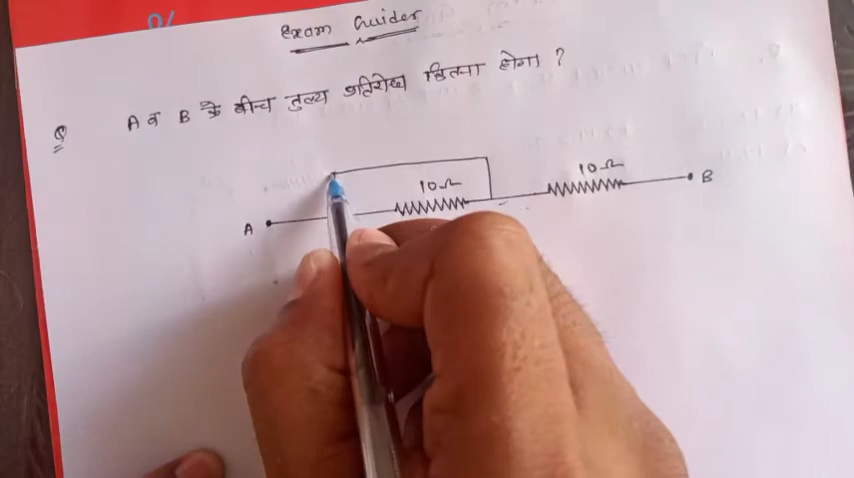 Exam Guider
Q A व B के बीच तुल्य प्रतिरोध कितना होगा ?
10Ω 10Ω
A B